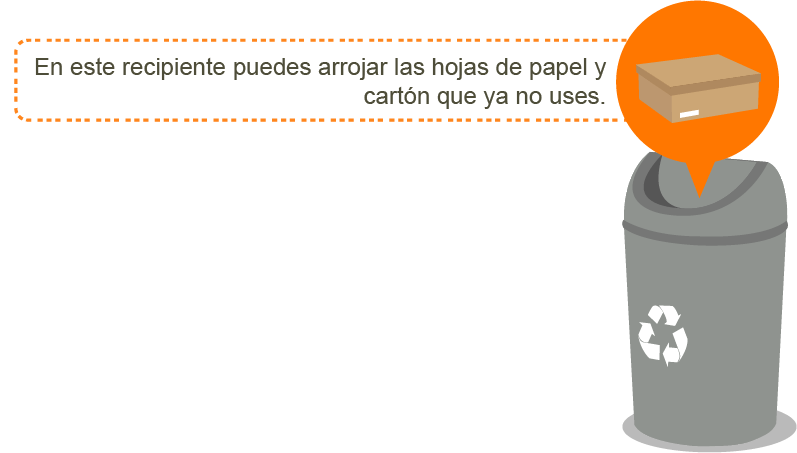 En este recipiente puedes arrojar las hojas de papel y
cartón que ya no uses.